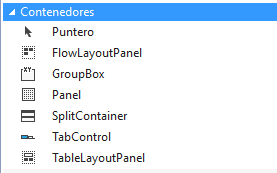 Contenedores
Puntero
FlowLayoutPanel
GroupBox
Panel
SplitContainer
TabControl
TableLayoutPanel